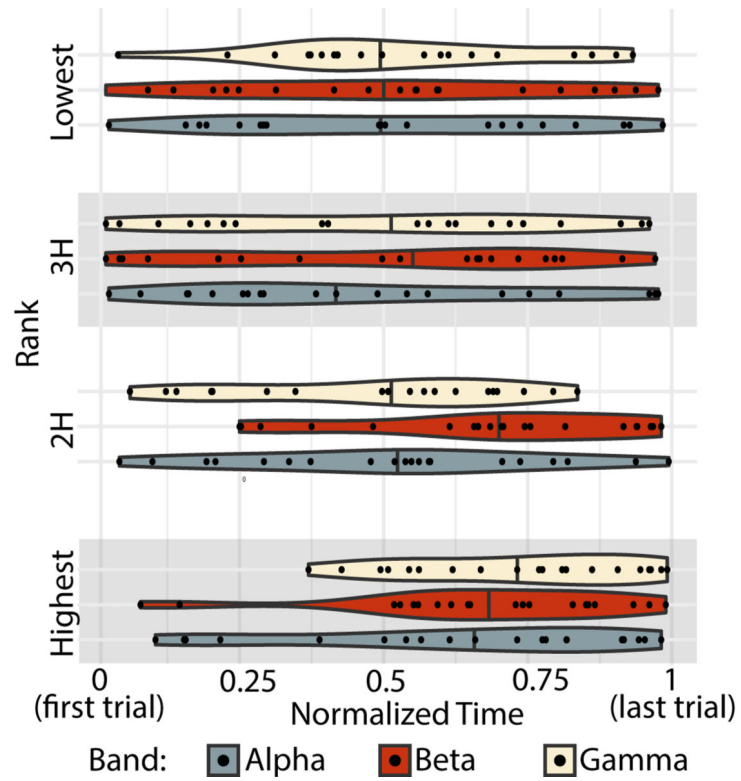 Rank
Lowest
3H
2H
Highest
0
0 0.25 0.5 0.75 1
(first trial) Normalized Time (last trial)
Band: Alpha Beta Gamma